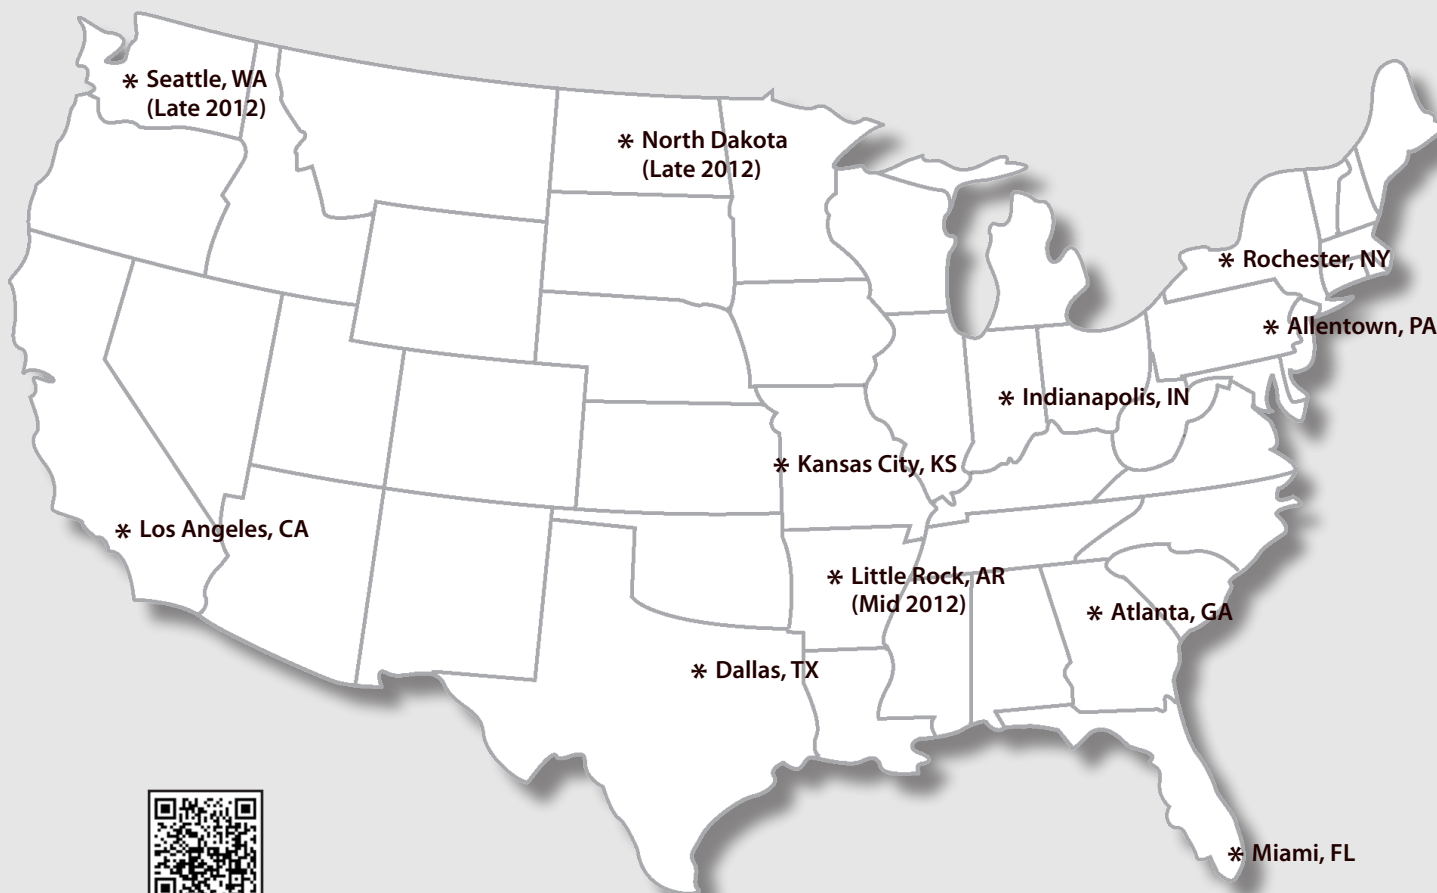 * Seattle, WA
(Late 2012)
* North Dakota
(Late 2012)
* Rochester, NY
* Allentown, PA
* Indianapolis, IN
* Kansas City, KS
* Los Angeles, CA
* Little Rock, AR
(Mid 2012)
* Atlanta, GA
* Dallas, TX
* Miami, FL